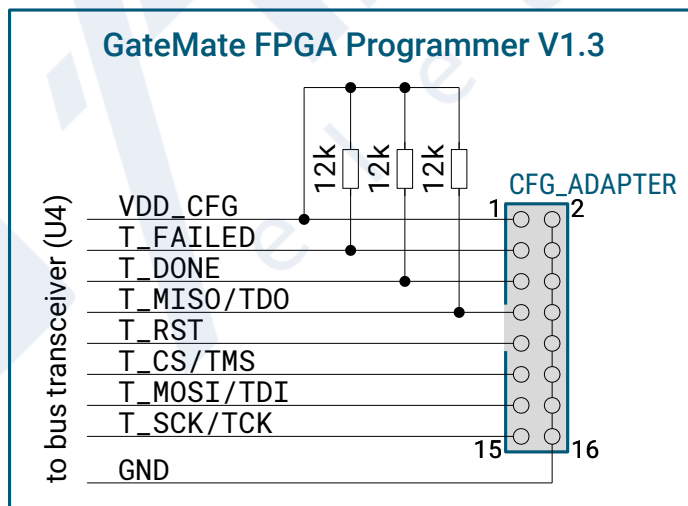 GateMate FPGA Programmer V1.3
12k 12k 12k
CFG_ADAPTER
to bus transceiver (U4)
VDD_CFG
1 2
T_FAILED
T_DONE
T_MISO/TDO
T_RST
T_CS/TMS
T_MOSI/TDI
T_SCK/TCK
15 16
GND